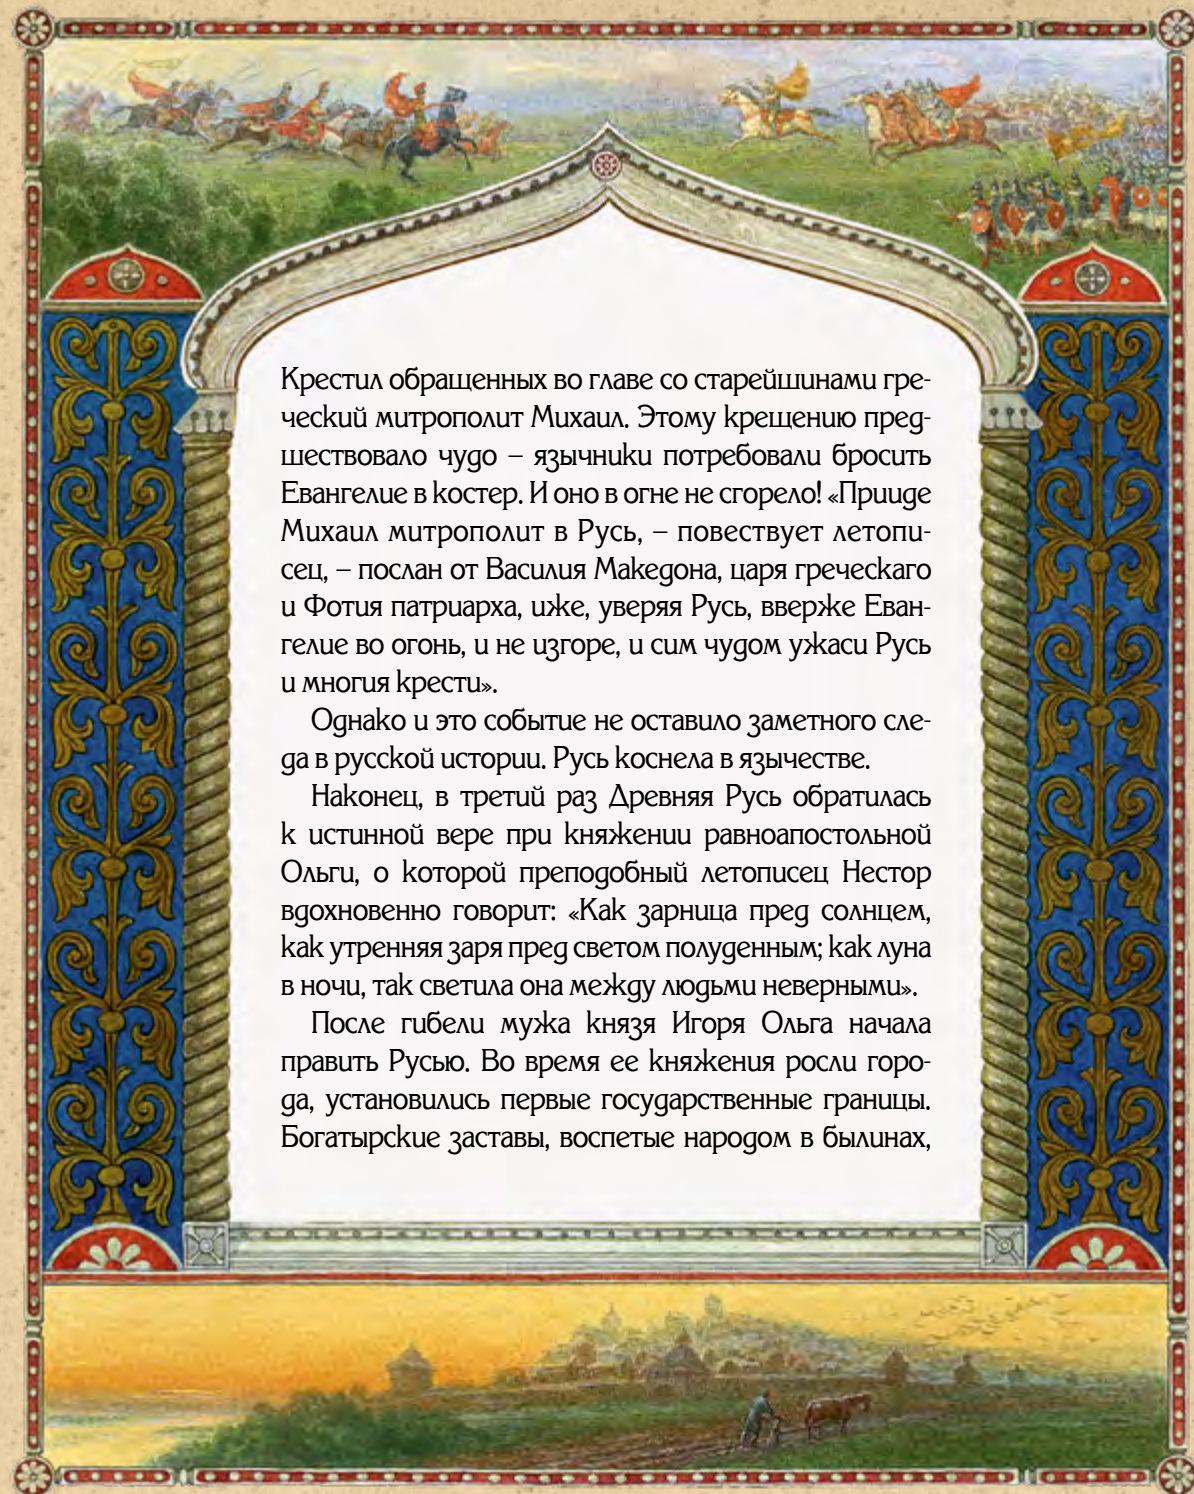 Крестил обращенных во главе со старейшинами гре-
ческий митрополит Михаил. Этому крещению пред-
шествовало чудо – язычники потребовали бросить
Евангелие в костер. И оно в огне не сгорело! «Прииде
Михаил митрополит в Русь, – повествует летопи-
сец, – послан от Василия Македона, царя греческаго
и Фотия патриарха, иже, уверяя Русь, вверже Еван-
гелие во огонь, и не изгоре, и сим чудом ужаси Русь
и многия крести».
Однако и это событие не оставило заметного сле-
да в русской истории. Русь коснела в язычестве.
Наконец, в третий раз Древняя Русь обратилась
к истинной вере при княжении равноапостольной
Ольги, о которой преподобный летописец Нестор
вдохновенно говорит: «Как зарница пред солнцем,
как утренняя заря пред светом полуденным; как луна
в ночи, так светила она между людьми неверными».
После гибели мужа князя Игоря Ольга начала
править Русью. Во время ее княжения росли горо-
да, установились первые государственные границы.
Богатырские заставы, воспетые народом в былинах,